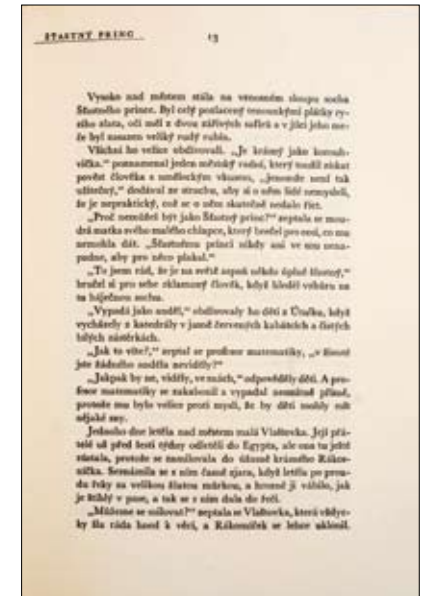 ŠŤASTNÝ PRINC 13
Vysoko nad městem stála na vznosném sloupu socha
Šťastného prince. Byl celý pozlacený tenounkými plátky ry-
zího zlata, oči měl z dvou zářivých safírů a v jílci jeho me-
če byl zasazen veliký rudý rubín.
Všichni ho velice obdivovali. „Je krásný jako korouh-
vička,“ poznamenal jeden městský radní, který toužil získat
pověst člověka s uměleckým vkusem, „jenomže není tak
užitečný,“ dodával ze strachu, aby si o něm lidé nemysleli,
že je nepraktický, což se o něm skutečně nedalo říct.
„Proč nemůžeš být jako Šťastný princ?“ zeptala se mou-
drá matka svého malého chlapce, který brečel pro cosi, co mu
nemohla dát. „Šťastnému princi nikdy ani ve snu nena-
padne, aby pro něco plakal.“
„To jsem rád, že je na světě aspoň někdo úplně šťastný,“
bručel si pro sebe zklamaný člověk, když hleděl vzhůru na
tu báječnou sochu.
„Vypadá jako anděl,“ obdivovaly ho děti z Útulku, když
vycházely z katedrály v jasně červených kabátcích a čistých
bílých zástěrkách.
„Jak to víte?,“ zeptal se profesor matematiky, „v životě
jste žádného anděla neviděly?“
„Jakpak by ne, viděly, ve snách,“ odpověděly děti. A pro-
fesor matematiky se zakabonil a vypadal nesmírně přísně,
protože mu bylo velice proti mysli, že by děti mohly mít
nějaké sny.
Jednoho dne letěla nad městem malá Vlaštovka. Její přá-
telé už před šesti týdny odletěli do Egypta, ale ona tu ještě
zůstala, protože se zamilovala do úžasně krásného Rákos-
níčka. Seznámila se s ním časně zjara, když letěla po prou-
du řeky za velikou žlutou můrkou, a hrozně ji vábilo, jak
je štíhlý v pase, a tak se s ním dala do řeči.
„Můžeme se milovat?“ zeptala se Vlaštovka, která vždyc-
ky šla ráda hned k věci, a Rákosníček se lehce uklonil.